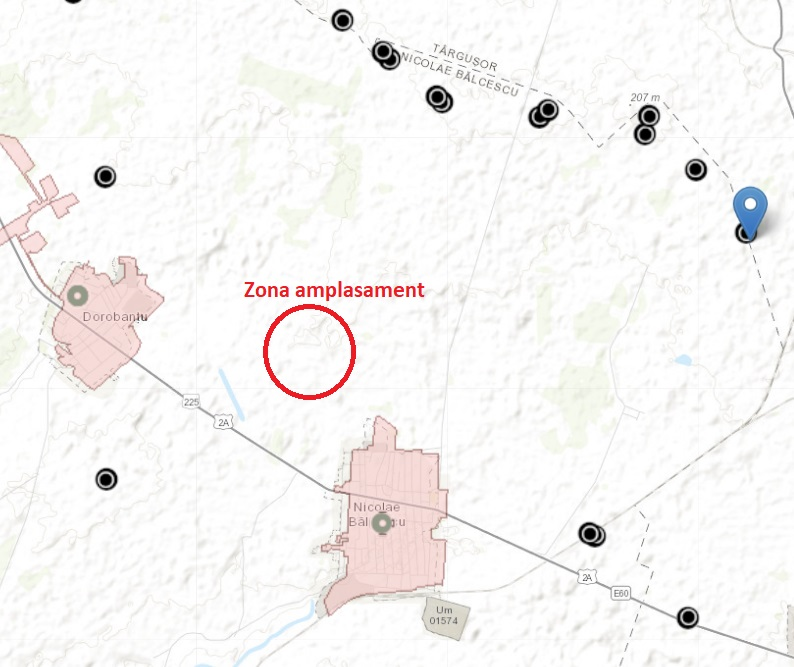 TÂRGUȘOR
NICOLAE BĂLCESCU
207 m
Zona amplasament
Dorobanțu
225
2A
Nicolae
Bălcescu
2A
E60
Um
01574